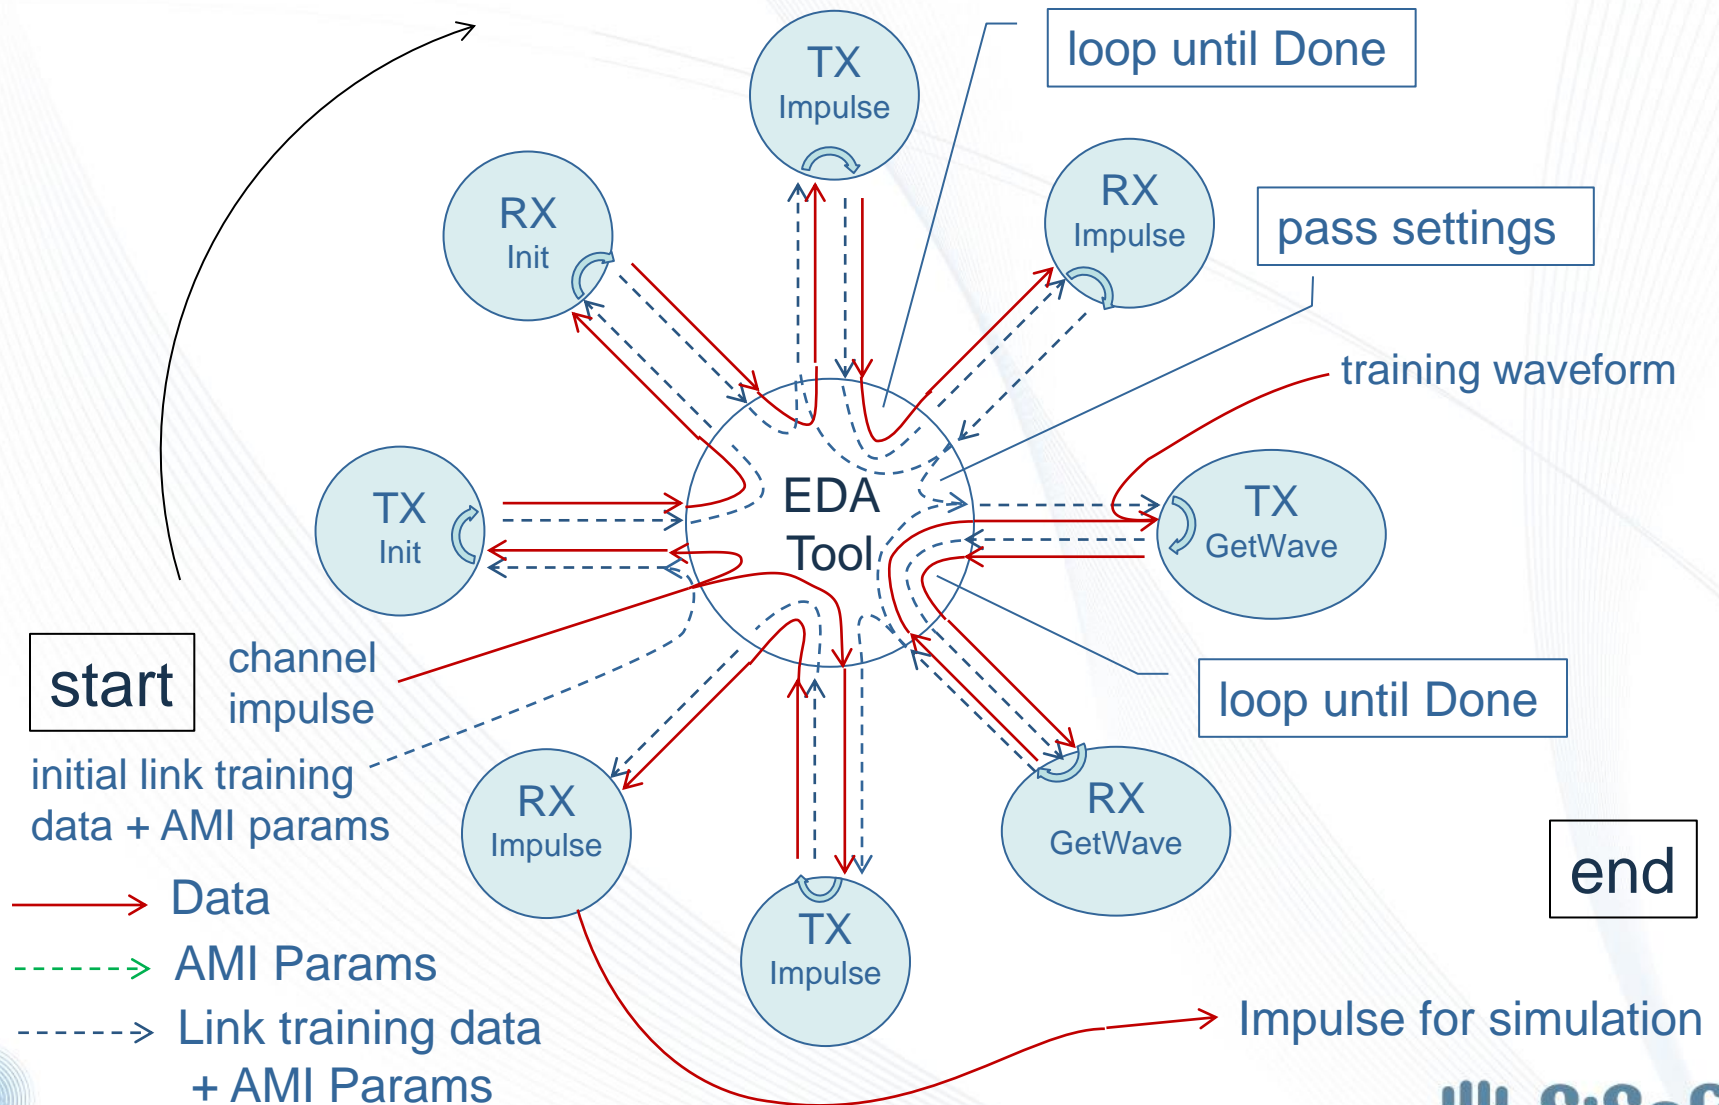 TX
Impulse
loop until Done
RX
Impulse
RX
Init
pass settings
training waveform
EDA
Tool
TX
Init
TX
GetWave
start
channel
impulse
loop until Done
initial link training
data + AMI params
RX
Impulse
RX
GetWave
end
Data
TX
Impulse
AMI Params
Link training data
+ AMI Params
Impulse for simulation